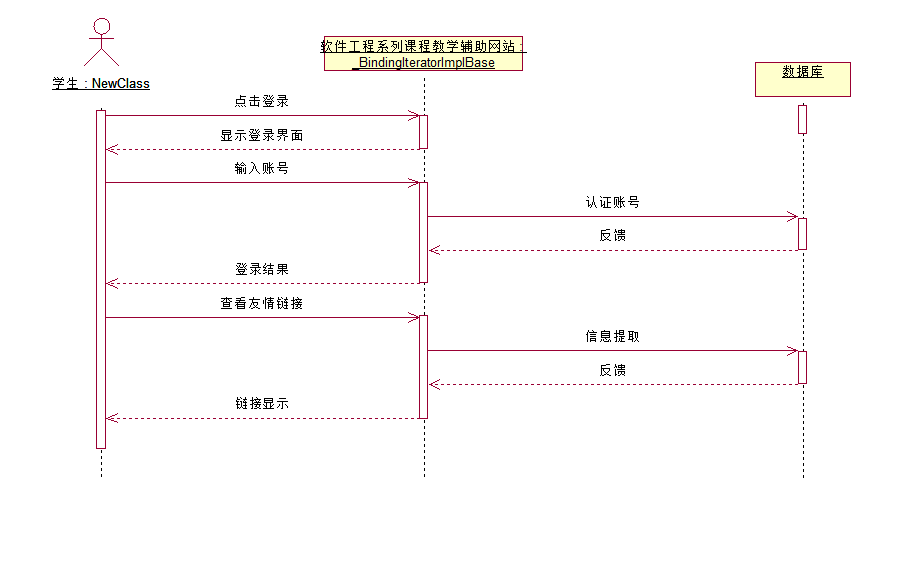 软件工程系列课程教学辅助网站 :
_BindingIteratorImplBase
数据库
学生 : NewClass
点击登录
显示登录界面
输入账号
认证账号
反馈
登录结果
查看友情链接
信息提取
反馈
链接显示